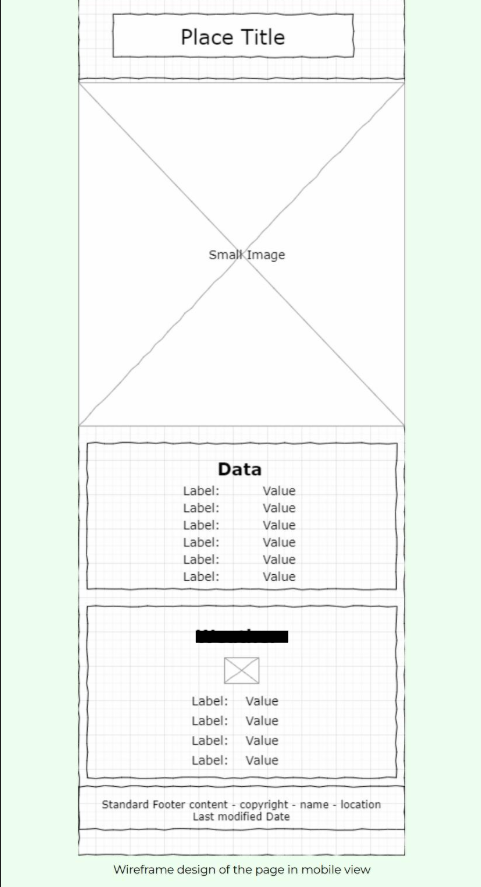 Place Title
Small Image
Data
Label: Value
Label: Value
Label: Value
Label: Value
Label: Value
Label: Value
Label: Value
Label: Value
Label: Value
Label: Value
Standard Footer content - copyright - name - location
Last modified Date
Wireframe design of the page in mobile view